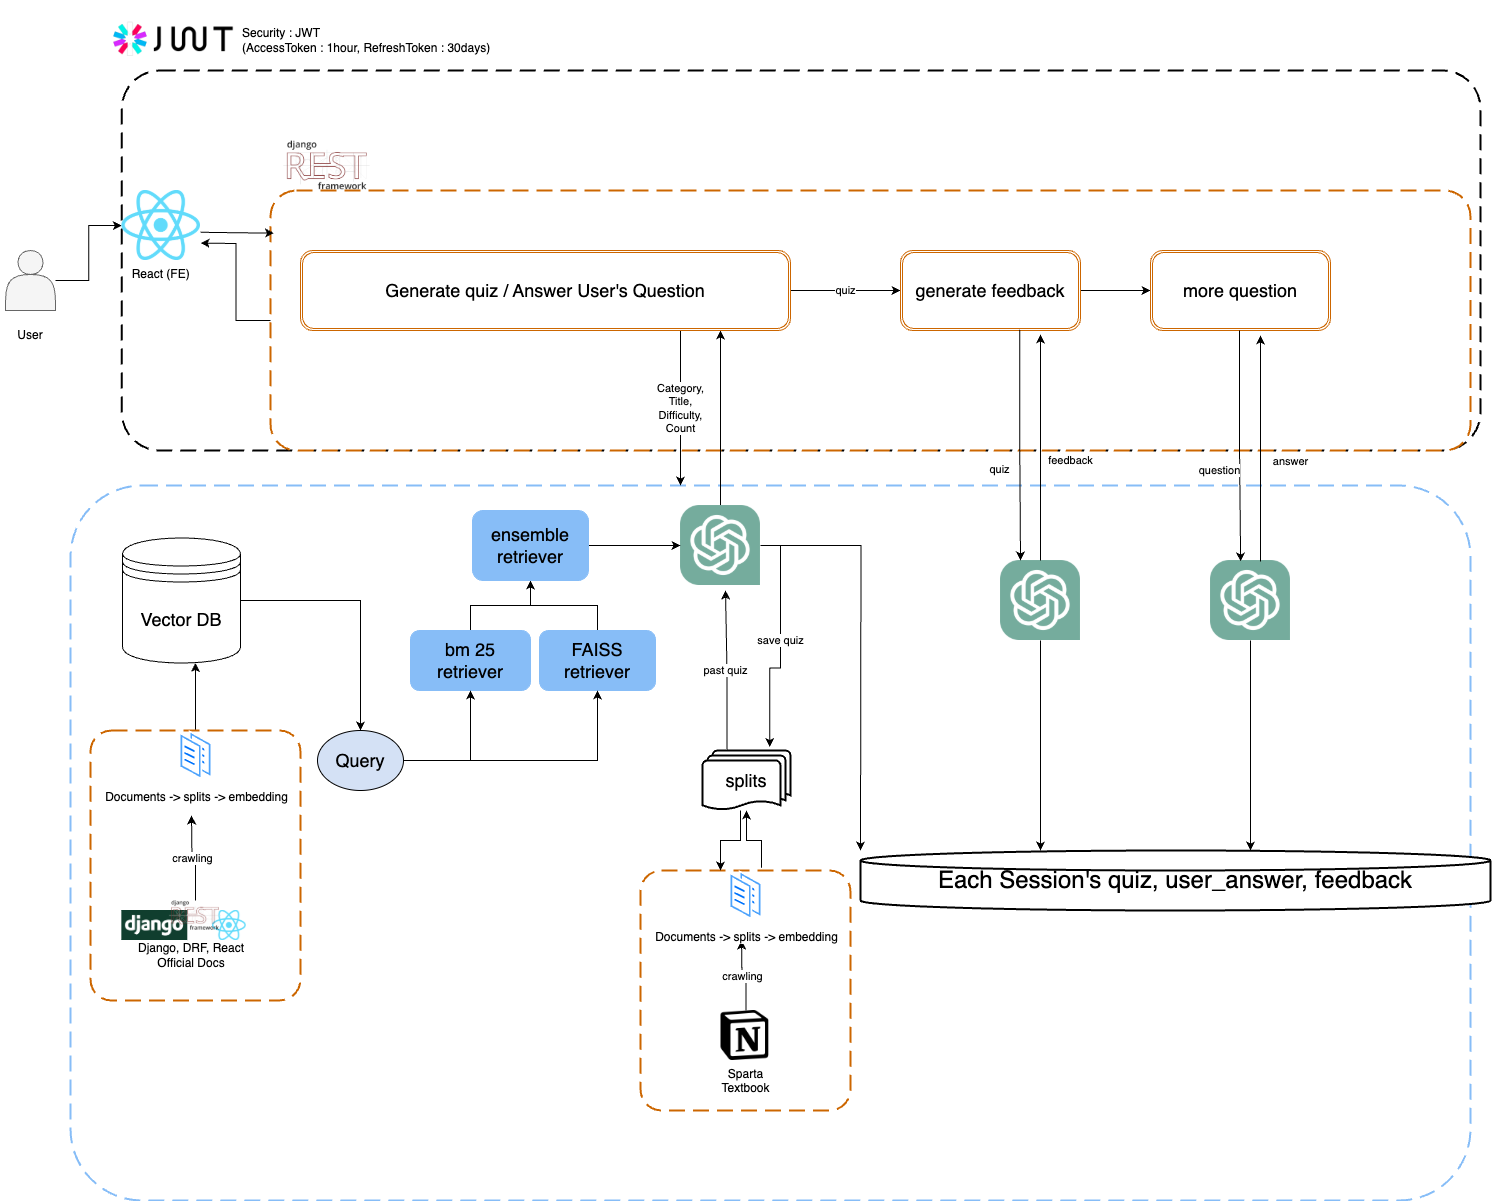 JWT
Security : JWT
(AccessToken : 1hour, RefreshToken : 30days)
django
REST
framework
React (FE)
User
Generate quiz / Answer User's Question
quiz
generate feedback
more question
Category,
Title,
Difficulty,
Count
quiz
feedback
question
answer
ensemble
retriever
Vector DB
bm 25
retriever
FAISS
retriever
save quiz
past quiz
Query
splits
Documents -> splits -> embedding
crawling
django
django
REST
framework
Django, DRF, React
Official Docs
Each Session's quiz, user_answer, feedback
Documents -> splits -> embedding
crawling
N
Sparta
Textbook